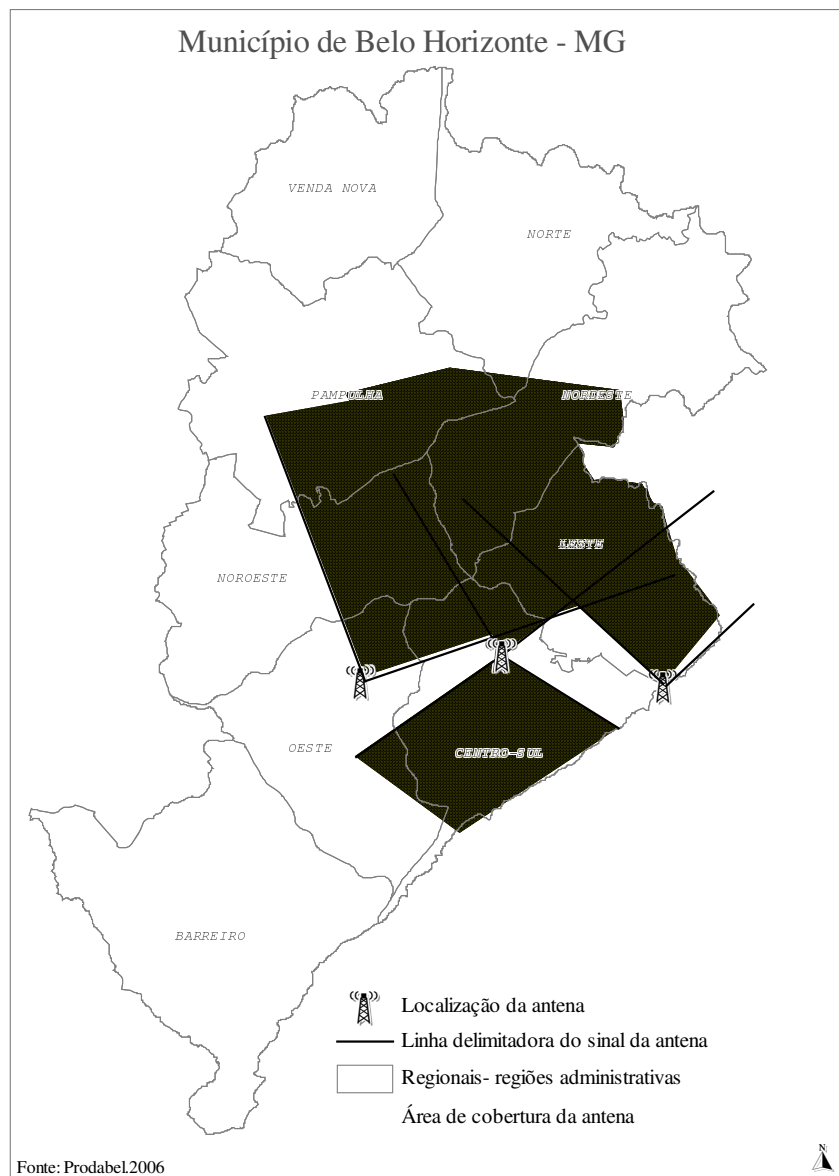 Município de Belo Horizonte - MG
VENDA NOVA
NORTE
PAMPULHA
NORDESTE
LESTE
NOROESTE
OESTE
CENTRO-SUL
BARREIRO
Localização da antena
Linha delimitadora do sinal da antena
Regionais- regiões administrativas
Área de cobertura da antena
Fonte: Prodabel.2006
N